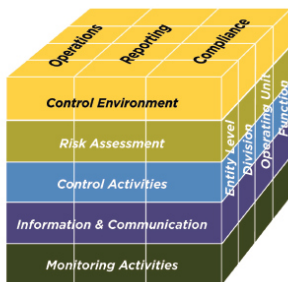 Operations
Reporting
Compliance
Control Environment
Risk Assessment
Control Activities
Information & Communication
Monitoring Activities
Entity Level
Division
Operating Unit
Function